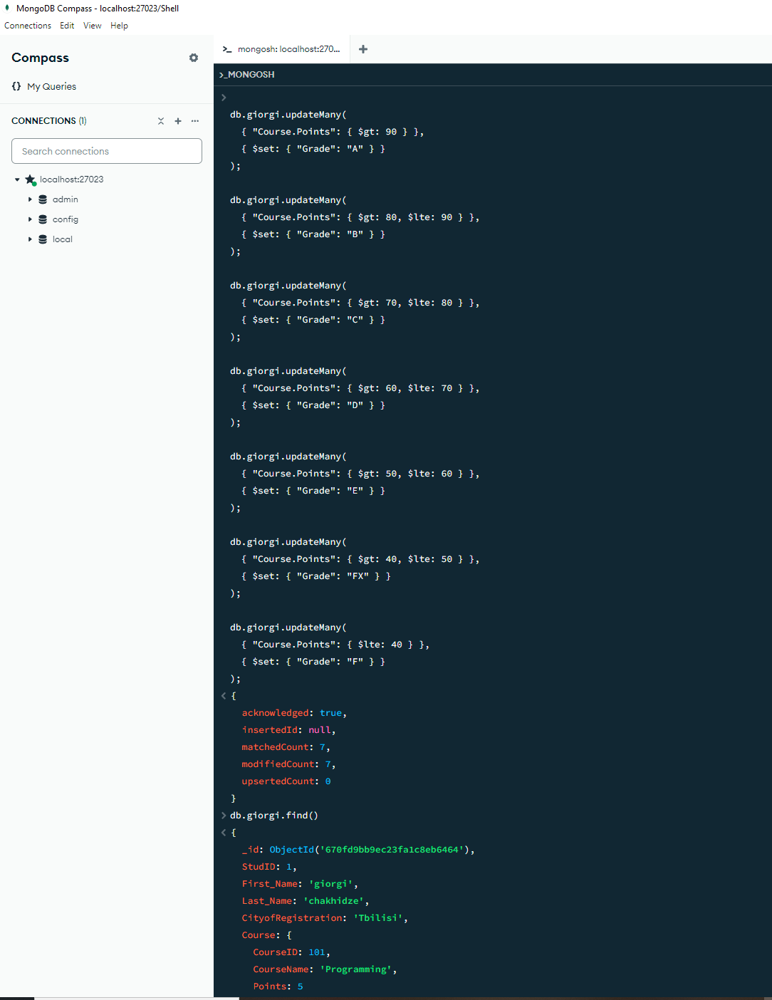 MongoDB Compass - localhost:27023/Shell
Connections Edit View Help
Compass
{} My Queries
CONNECTIONS (1)
Search connections
localhost:27023
admin
config
local
>_ mongosh: localhost:270...
>_MONGOSH
>
db.giorgi.updateMany(
{ "Course.Points": { $gt: 90 } },
{ $set: { "Grade": "A" } }
);
db.giorgi.updateMany(
{ "Course.Points": { $gt: 80, $lte: 90 } },
{ $set: { "Grade": "B" } }
);
db.giorgi.updateMany(
{ "Course.Points": { $gt: 70, $lte: 80 } },
{ $set: { "Grade": "C" } }
);
db.giorgi.updateMany(
{ "Course.Points": { $gt: 60, $lte: 70 } },
{ $set: { "Grade": "D" } }
);
db.giorgi.updateMany(
{ "Course.Points": { $gt: 50, $lte: 60 } },
{ $set: { "Grade": "E" } }
);
db.giorgi.updateMany(
{ "Course.Points": { $gt: 40, $lte: 50 } },
{ $set: { "Grade": "FX" } }
);
db.giorgi.updateMany(
{ "Course.Points": { $lte: 40 } },
{ $set: { "Grade": "F" } }
);
< {
acknowledged: true,
insertedId: null,
matchedCount: 7,
modifiedCount: 7,
upsertedCount: 0
}
> db.giorgi.find()
< {
_id: ObjectId('670fd9bb9ec23fa1c8eb6464'),
StudID: 1,
First_Name: 'giorgi',
Last_Name: 'chakhidze',
CityofRegistration: 'Tbilisi',
Course: {
CourseID: 101,
CourseName: 'Programming',
Points: 5